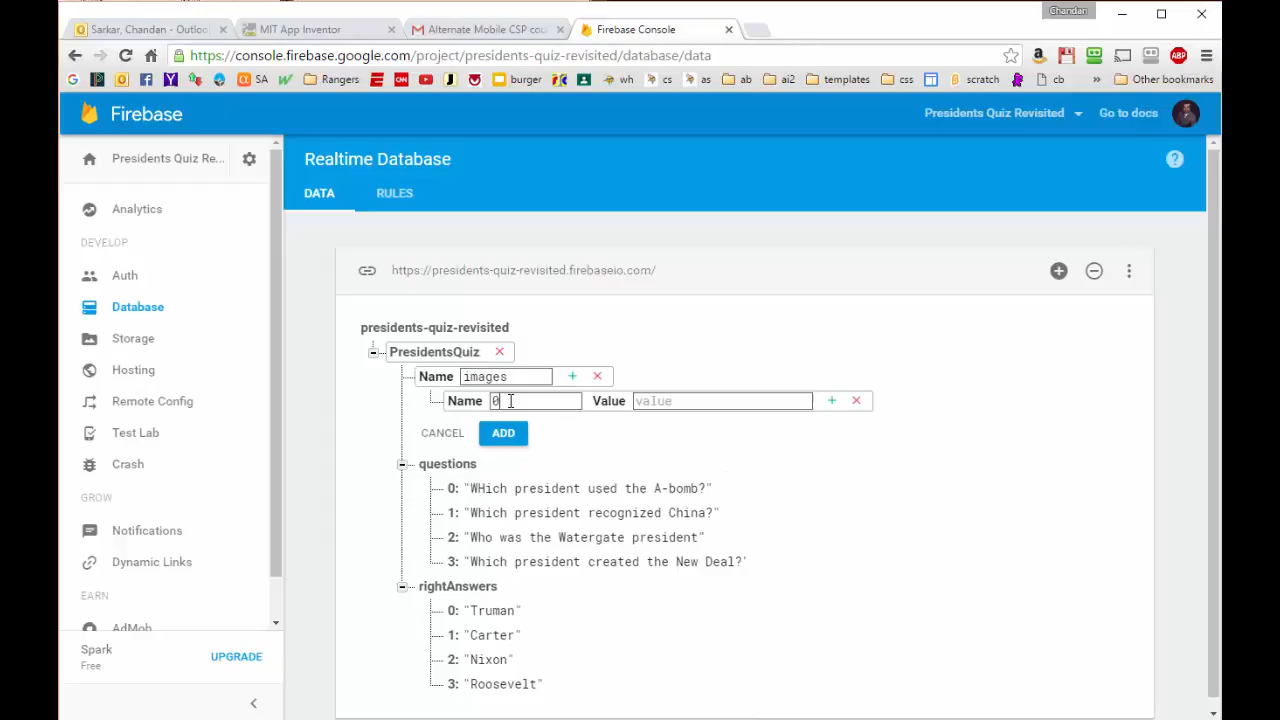 Chandan
Sarkar, Chandan - Outloo
MIT App Inventor
Alternate Mobile CSP cou
Firebase Console
https://console.firebase.google.com/project/presidents-quiz-revisited/database/data
SA
Rangers
burger
wh
cs
as
ab
ai2
templates
css
scratch
cb
»
Other bookmarks
Firebase
Presidents Quiz Revisited
Go to docs
Presidents Quiz Re...
Realtime Database
DATA
RULES
Analytics
DEVELOP
Auth
Database
Storage
Hosting
Remote Config
Test Lab
Crash
GROW
Notifications
Dynamic Links
EARN
AdMob
Spark
Free
UPGRADE
https://presidents-quiz-revisited.firebaseio.com/
presidents-quiz-revisited
PresidentsQuiz
Name images
Name 0 Value value
CANCEL ADD
questions
0: "WHich president used the A-bomb?"
1: "Which president recognized China?"
2: "Who was the Watergate president"
3: "Which president created the New Deal?'
rightAnswers
0: "Truman"
1: "Carter"
2: "Nixon"
3: "Roosevelt"